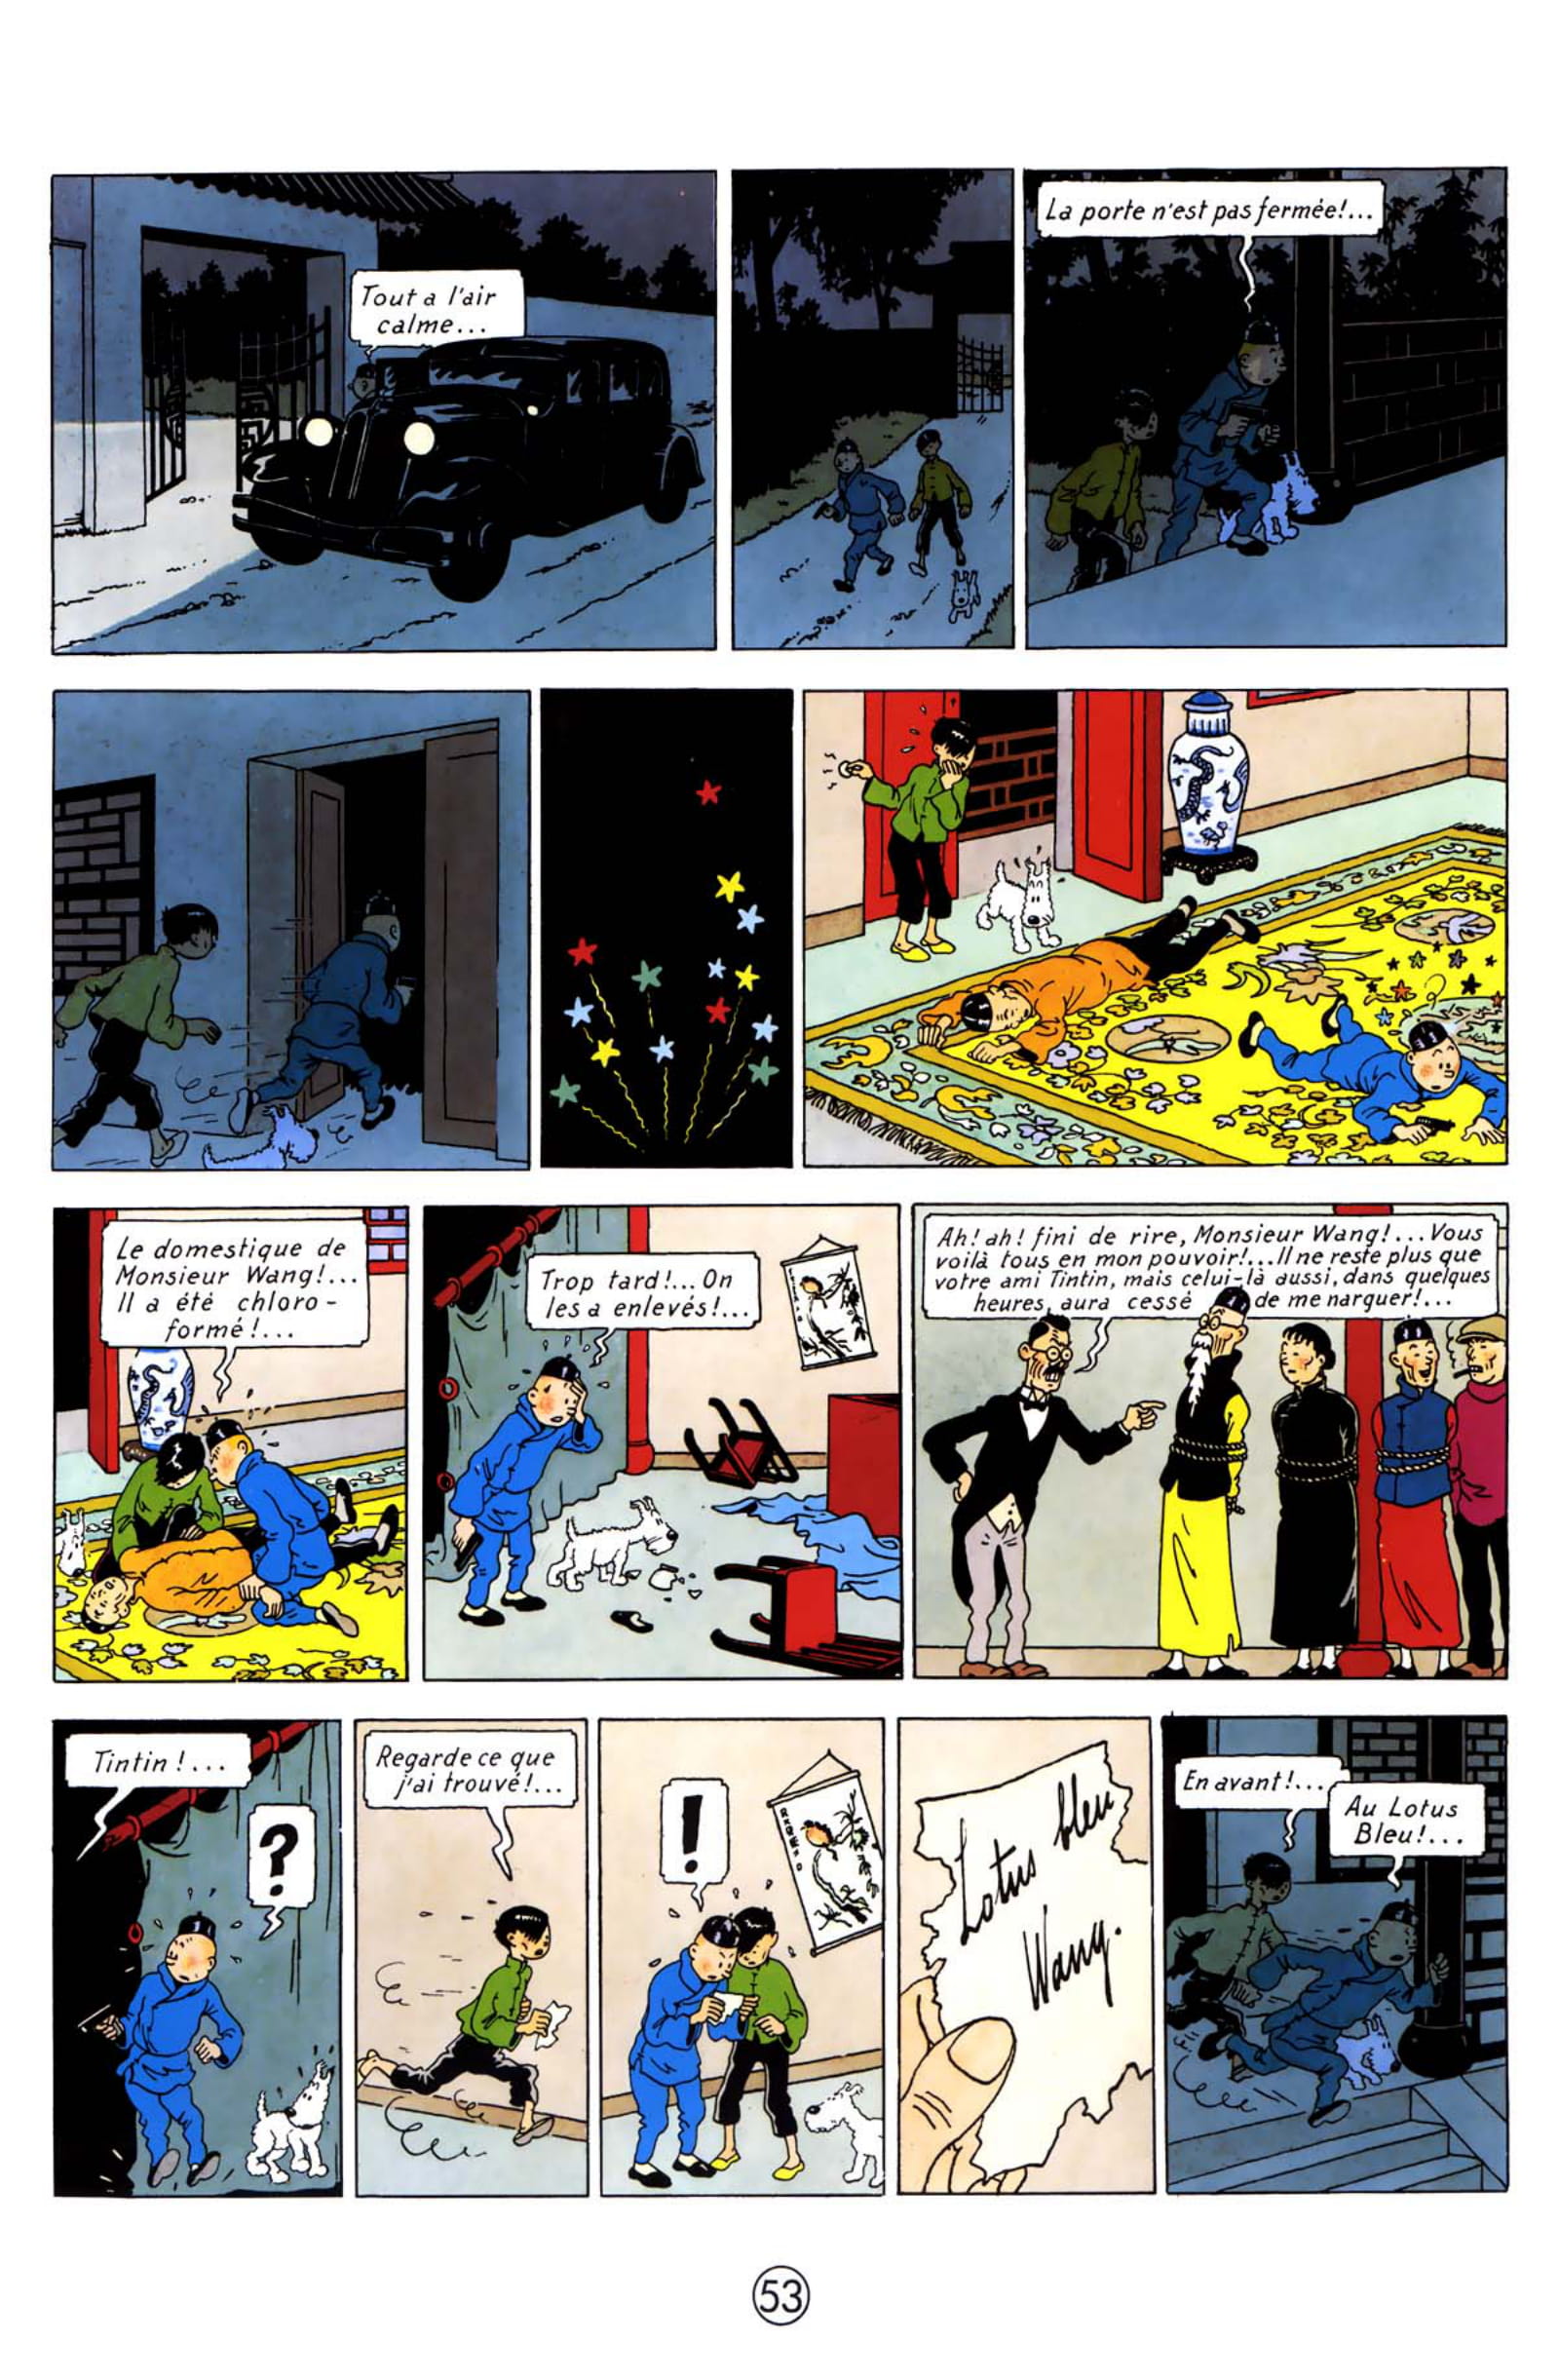 Tout a l'air
calme...
La porte n'est pas fermée!...
Le domestique de
Monsieur Wang!...
Il a été chloro-
formé!...
Trop tard!... On
les a enlevés!...
Ah! ah! fini de rire, Monsieur Wang!... Vous
voilà tous en mon pouvoir!... Il ne reste plus que
votre ami Tintin, mais celui-là aussi, dans quelques
heures, aura cessé de me narguer!...
Tintin!...
?
Regarde ce que
j'ai trouvé!...
!
Lotus bleu
Wang.
En avant!...
Au Lotus
Bleu!...
53